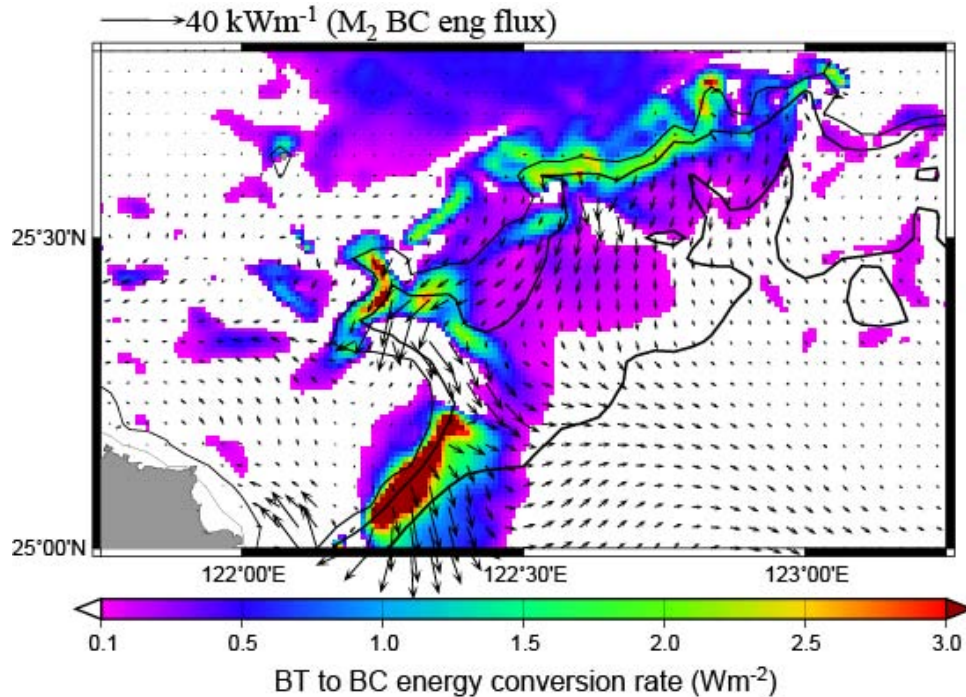 40 kWm⁻¹ (M₂ BC eng flux)
25°30'N
25°00'N
122°00'E 122°30'E 123°00'E
0.1 0.5 1.0 1.5 2.0 2.5 3.0
BT to BC energy conversion rate (Wm⁻²)